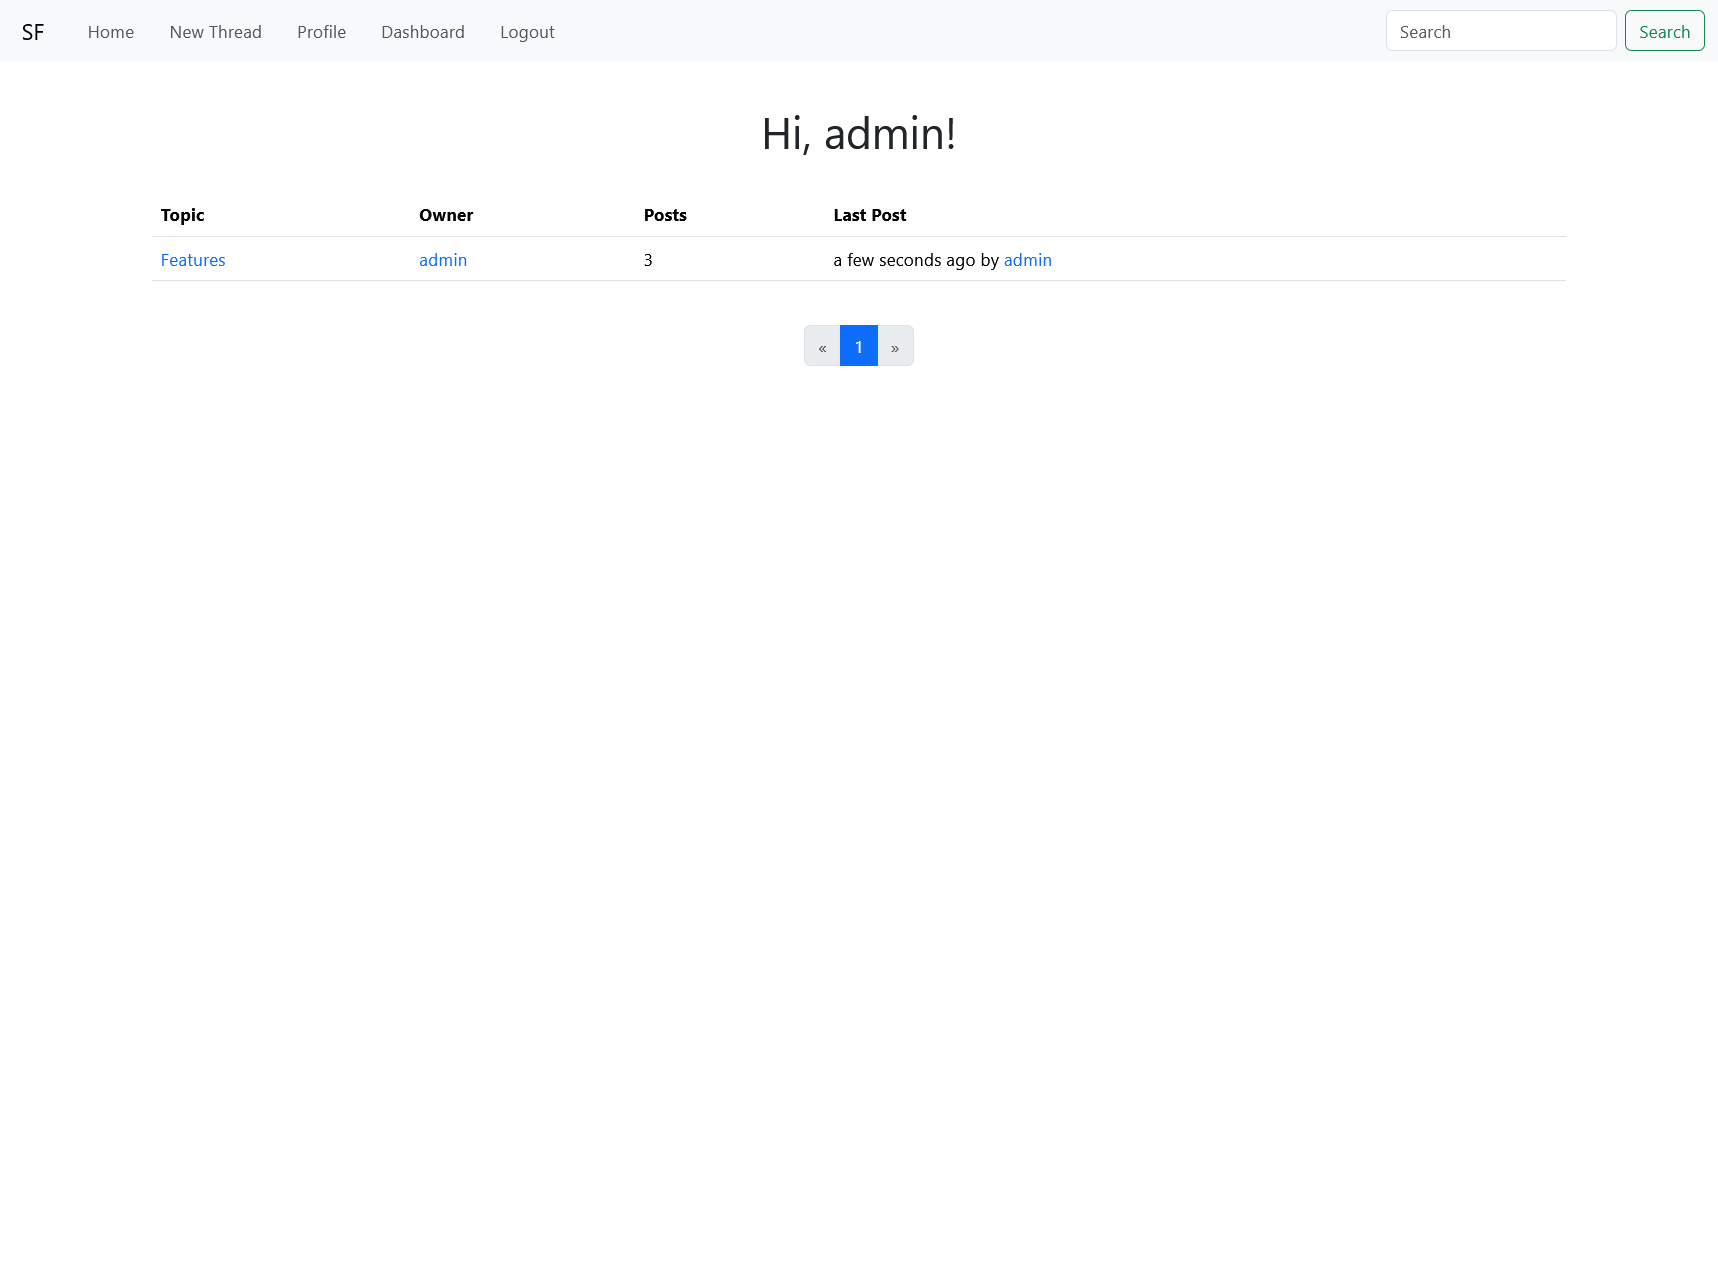 SF Home New Thread Profile Dashboard Logout Search Search
Hi, admin!
Topic Owner Posts Last Post
Features admin 3 a few seconds ago by admin
« 1 »